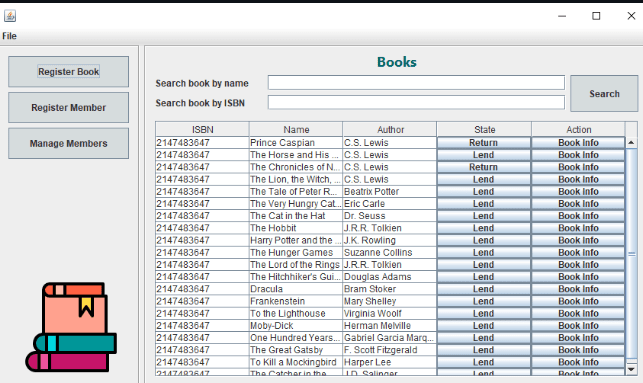 File
Register Book
Register Member
Manage Members
Books
Search book by name
Search book by ISBN
Search
ISBN Name Author State Action
2147483647 Prince Caspian C.S. Lewis Return Book Info
2147483647 The Horse and His ... C.S. Lewis Lend Book Info
2147483647 The Chronicles of N... C.S. Lewis Return Book Info
2147483647 The Lion, the Witch, ... C.S. Lewis Lend Book Info
2147483647 The Tale of Peter R... Beatrix Potter Lend Book Info
2147483647 The Very Hungry Cat... Eric Carle Lend Book Info
2147483647 The Cat in the Hat Dr. Seuss Lend Book Info
2147483647 The Hobbit J.R.R. Tolkien Lend Book Info
2147483647 Harry Potter and the ... J.K. Rowling Lend Book Info
2147483647 The Hunger Games Suzanne Collins Lend Book Info
2147483647 The Lord of the Rings J.R.R. Tolkien Lend Book Info
2147483647 The Hitchhiker's Gui... Douglas Adams Lend Book Info
2147483647 Dracula Bram Stoker Lend Book Info
2147483647 Frankenstein Mary Shelley Lend Book Info
2147483647 To the Lighthouse Virginia Woolf Lend Book Info
2147483647 Moby-Dick Herman Melville Lend Book Info
2147483647 One Hundred Years... Gabriel Garcia Marq... Lend Book Info
2147483647 The Great Gatsby F. Scott Fitzgerald Lend Book Info
2147483647 To Kill a Mockingbird Harper Lee Lend Book Info
2147483647 The Catcher in the ... J.D. Salinger Lend Book Info